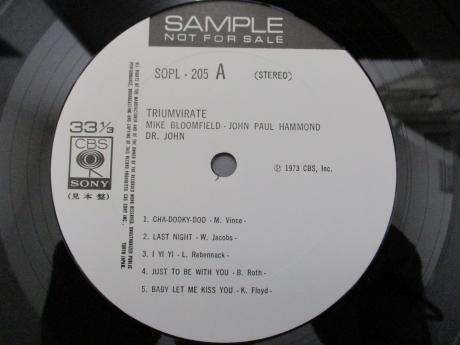 SAMPLE
NOT FOR SALE
SOPL - 205 A (STEREO)
TRIUMVIRATE
MIKE BLOOMFIELD - JOHN PAUL HAMMOND
DR. JOHN
33 1/3
CBS
SONY
(見本盤)
℗ 1973 CBS, Inc.
1. CHA-DOOKY-DOO - M. Vince -
2. LAST NIGHT - W. Jacobs -
3. I YI YI - L. Rebennack -
4. JUST TO BE WITH YOU - B. Roth -
5. BABY LET ME KISS YOU - K. Floyd -